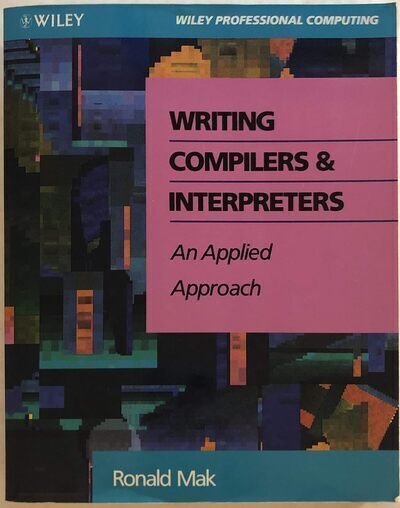 WILEY
WILEY PROFESSIONAL COMPUTING
WRITING
COMPILERS &
INTERPRETERS
An Applied
Approach
Ronald Mak